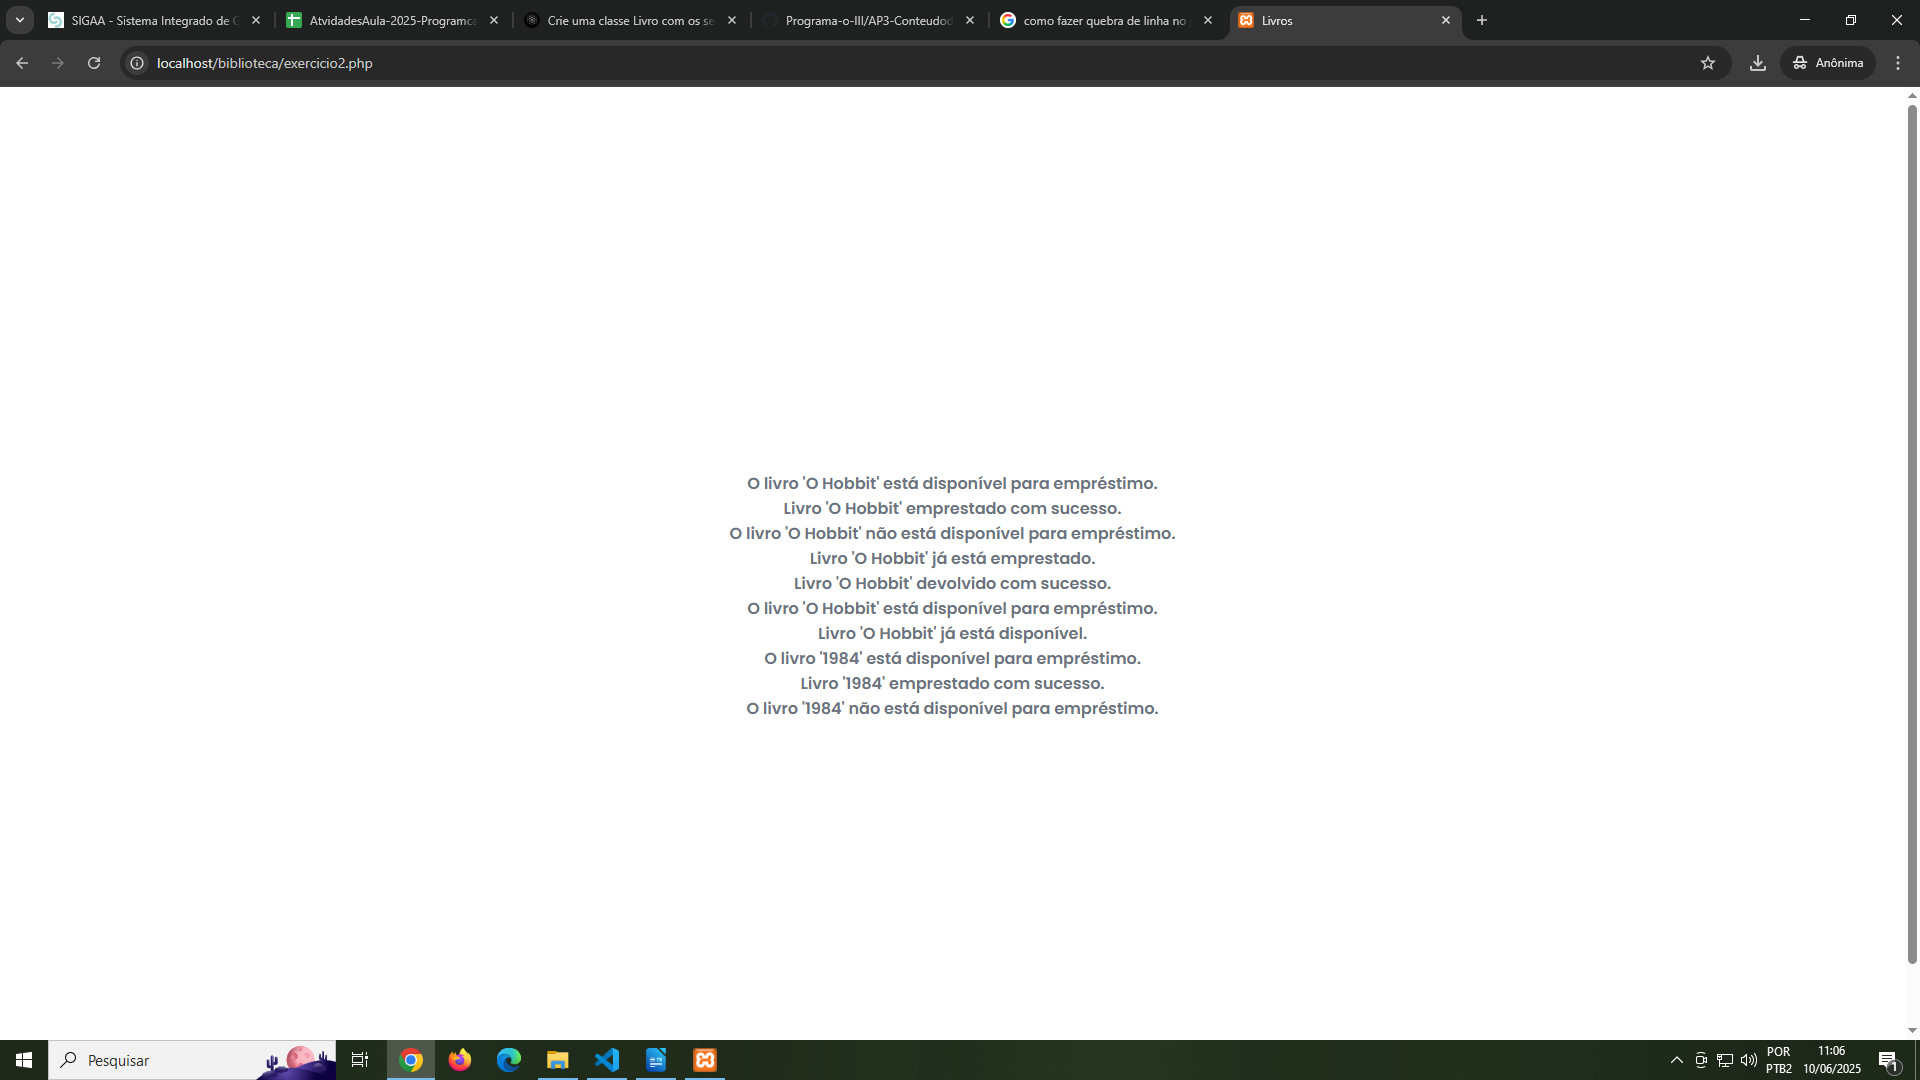 SIGAA - Sistema Integrado de G
AtvidadesAula-2025-Programca
Crie uma classe Livro com os se
Programa-o-III/AP3-Conteudod
como fazer quebra de linha no
Livros
localhost/biblioteca/exercicio2.php
Anônima
O livro 'O Hobbit' está disponível para empréstimo.
Livro 'O Hobbit' emprestado com sucesso.
O livro 'O Hobbit' não está disponível para empréstimo.
Livro 'O Hobbit' já está emprestado.
Livro 'O Hobbit' devolvido com sucesso.
O livro 'O Hobbit' está disponível para empréstimo.
Livro 'O Hobbit' já está disponível.
O livro '1984' está disponível para empréstimo.
Livro '1984' emprestado com sucesso.
O livro '1984' não está disponível para empréstimo.
Pesquisar
POR
PTB2
11:06
10/06/2025
1